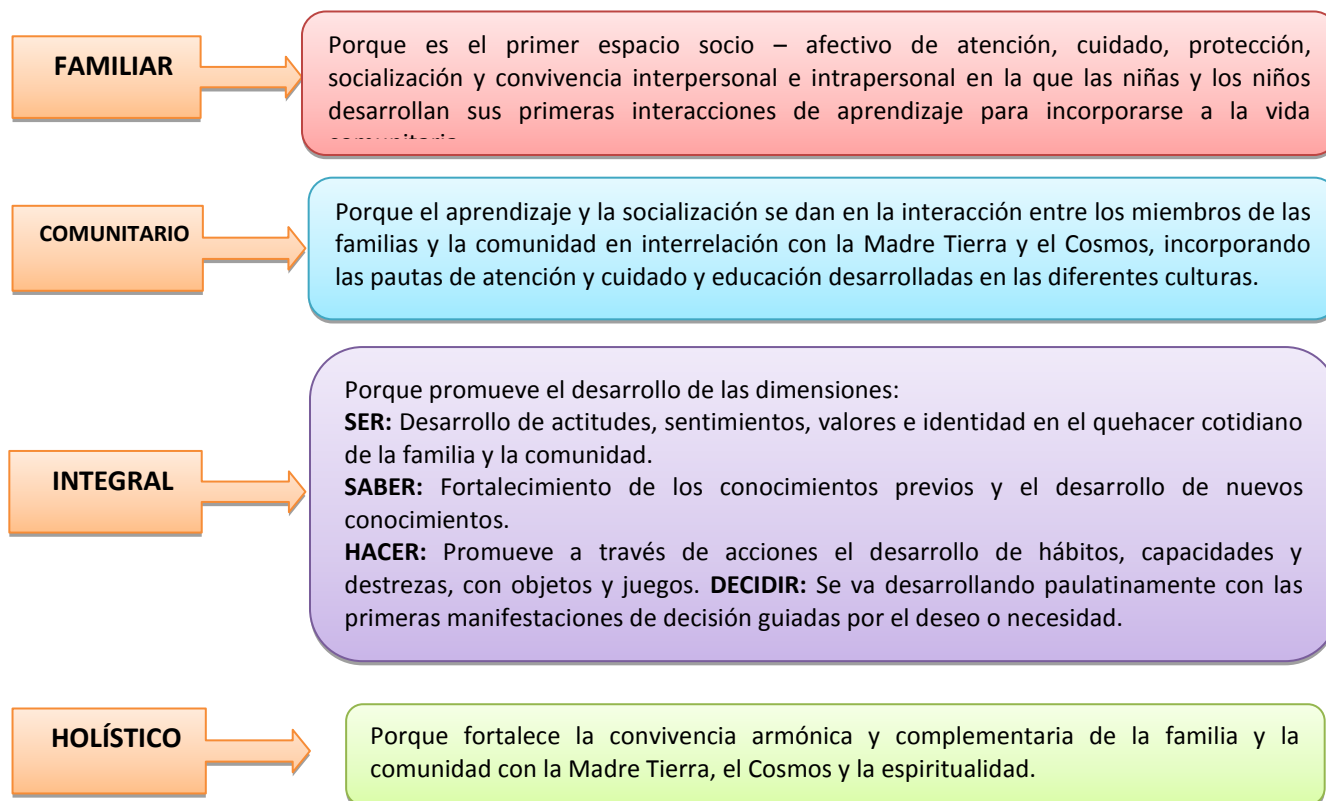 FAMILIAR
Porque es el primer espacio socio – afectivo de atención, cuidado, protección,
socialización y convivencia interpersonal e intrapersonal en la que las niñas y los niños
desarrollan sus primeras interacciones de aprendizaje para incorporarse a la vida
COMUNITARIO
Porque el aprendizaje y la socialización se dan en la interacción entre los miembros de las
familias y la comunidad en interrelación con la Madre Tierra y el Cosmos, incorporando
las pautas de atención y cuidado y educación desarrolladas en las diferentes culturas.
INTEGRAL
Porque promueve el desarrollo de las dimensiones:
SER: Desarrollo de actitudes, sentimientos, valores e identidad en el quehacer cotidiano
de la familia y la comunidad.
SABER: Fortalecimiento de los conocimientos previos y el desarrollo de nuevos
conocimientos.
HACER: Promueve a través de acciones el desarrollo de hábitos, capacidades y
destrezas, con objetos y juegos. DECIDIR: Se va desarrollando paulatinamente con las
primeras manifestaciones de decisión guiadas por el deseo o necesidad.
HOLÍSTICO
Porque fortalece la convivencia armónica y complementaria de la familia y la
comunidad con la Madre Tierra, el Cosmos y la espiritualidad.